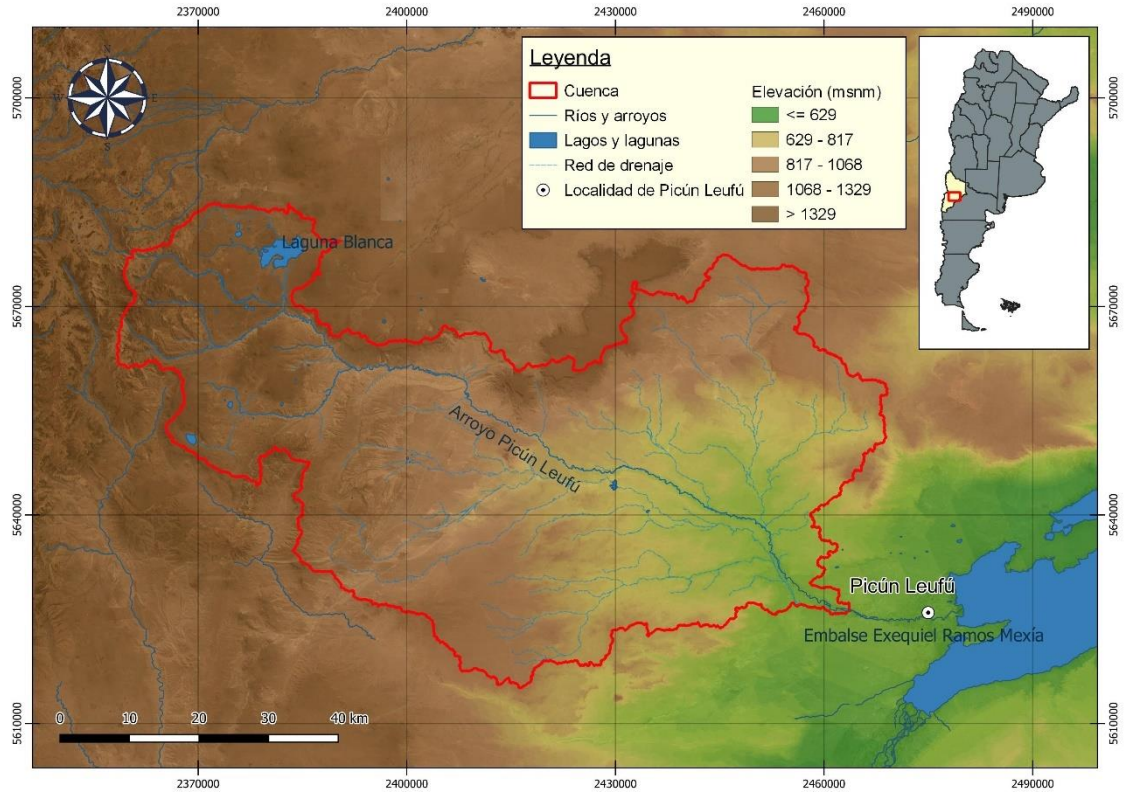 2370000
2400000
2430000
2460000
2490000
5700000
5670000
5640000
5610000
N
E
S
Leyenda
Cuenca
Ríos y arroyos
Lagos y lagunas
Red de drenaje
Localidad de Picún Leufú
Elevación (msnm)
<= 629
629 - 817
817 - 1068
1068 - 1329
> 1329
5700000
5670000
5640000
5610000
Laguna Blanca
Arroyo Picún Leufú
Picún Leufú
Embalse Exequiel Ramos Mexía
0 10 20 30 40 km
2370000
2400000
2430000
2460000
2490000